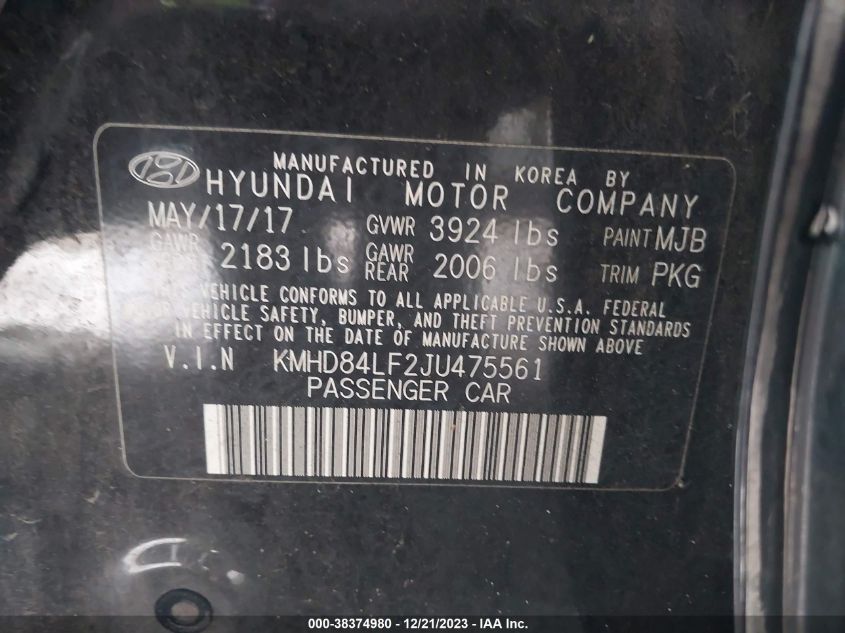 MANUFACTURED IN KOREA BY
HYUNDAI MOTOR COMPANY
MAY/17/17 GVWR 3924 lbs PAINT MJB
GAWR 2183 lbs GAWR REAR 2006 lbs TRIM PKG
VEHICLE CONFORMS TO ALL APPLICABLE U.S.A. FEDERAL
VEHICLE SAFETY, BUMPER, AND THEFT PREVENTION STANDARDS
IN EFFECT ON THE DATE OF MANUFACTURE SHOWN ABOVE
V.I.N KMHD84LF2JU475561
PASSENGER CAR
000-38374980 - 12/21/2023 - IAA Inc.